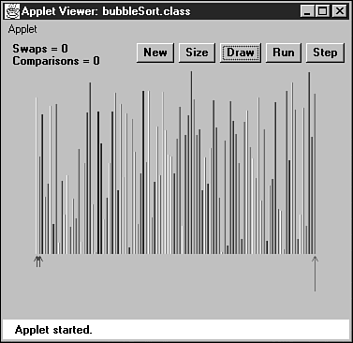 Applet Viewer: bubbleSort.class
Applet
Swaps = 0
Comparisons = 0
New Size Draw Run Step
Applet started.